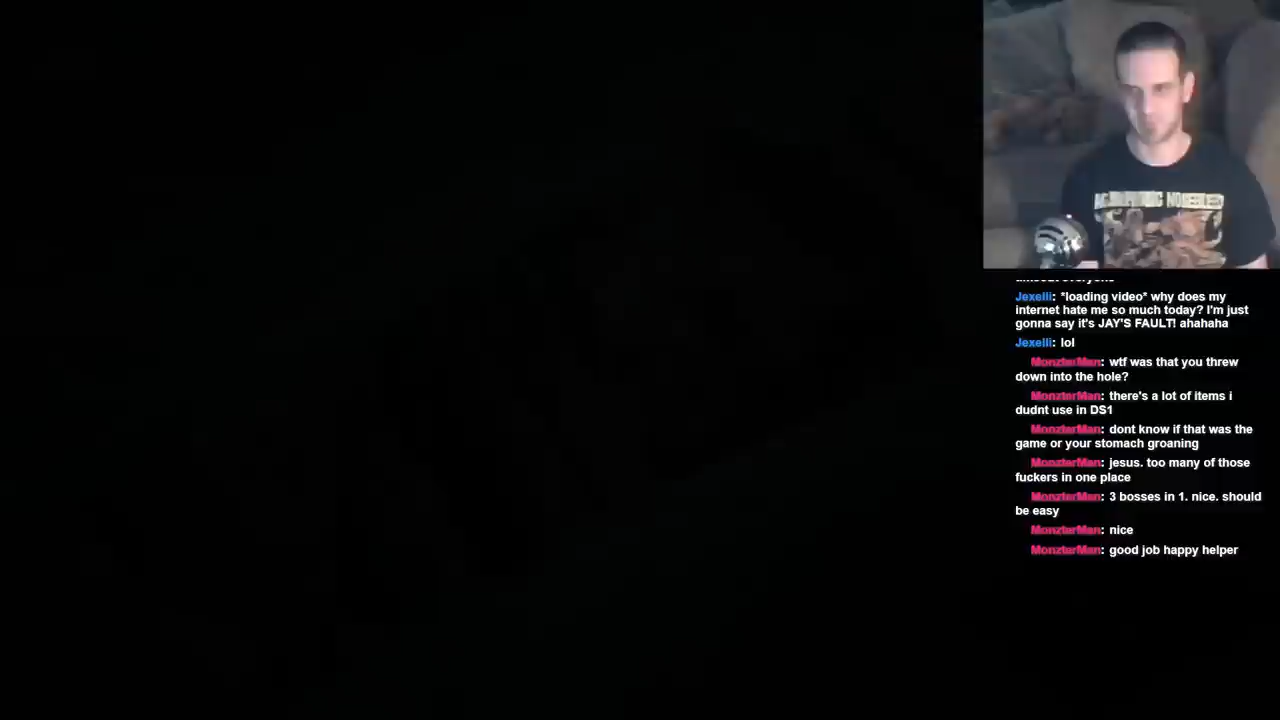 Jexelli: *loading video* why does my
internet hate me so much today? I'm just
gonna say it's JAY'S FAULT! ahahaha
Jexelli: lol
MonzterMan: wtf was that you threw
down into the hole?
MonzterMan: there's a lot of items i
dudnt use in DS1
MonzterMan: dont know if that was the
game or your stomach groaning
MonzterMan: jesus. too many of those
fuckers in one place
MonzterMan: 3 bosses in 1. nice. should
be easy
MonzterMan: nice
MonzterMan: good job happy helper